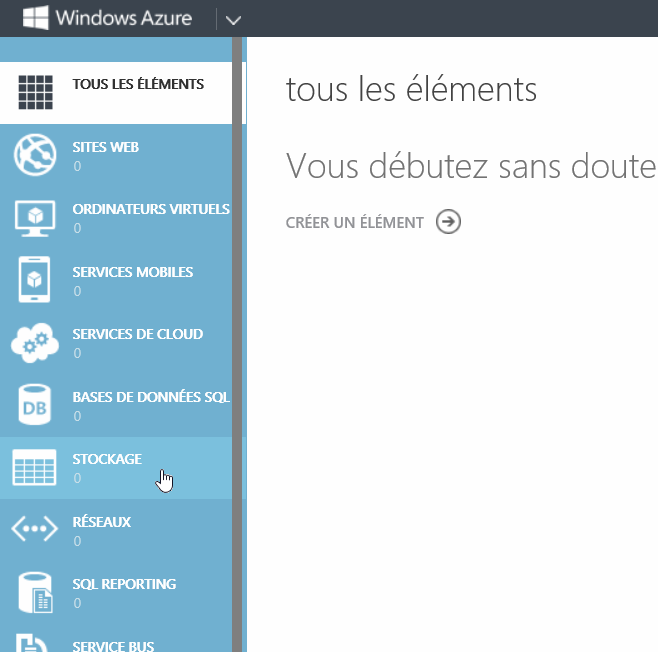 Windows Azure
TOUS LES ÉLÉMENTS
SITES WEB
0
ORDINATEURS VIRTUELS
0
SERVICES MOBILES
0
SERVICES DE CLOUD
0
DB
BASES DE DONNÉES SQL
0
STOCKAGE
0
RÉSEAUX
0
SQL REPORTING
0
SERVICE BUS
tous les éléments
Vous débutez sans doute
CRÉER UN ÉLÉMENT